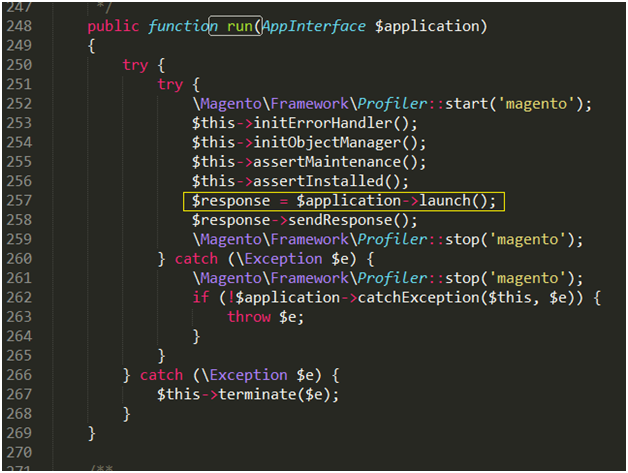 247 */
248 public function run(AppInterface $application)
249 {
250 try {
251 try {
252 \Magento\Framework\Profiler::start('magento');
253 $this->initErrorHandler();
254 $this->initObjectManager();
255 $this->assertMaintenance();
256 $this->assertInstalled();
257 $response = $application->launch();
258 $response->sendResponse();
259 \Magento\Framework\Profiler::stop('magento');
260 } catch (\Exception $e) {
261 \Magento\Framework\Profiler::stop('magento');
262 if (!$application->catchException($this, $e)) {
263 throw $e;
264 }
265 }
266 } catch (\Exception $e) {
267 $this->terminate($e);
268 }
269 }
270
271 /**